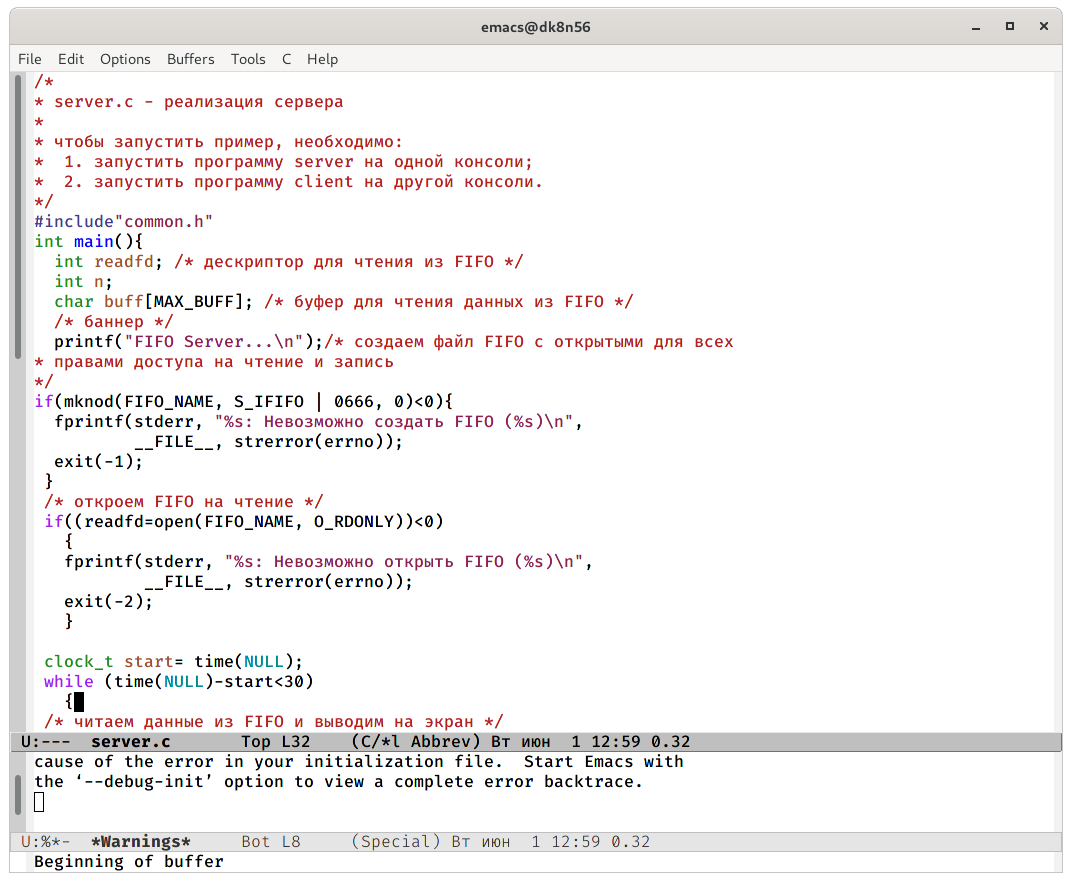 emacs@dk8n56
File Edit Options Buffers Tools C Help
/*
* server.c - реализация сервера
*
* чтобы запустить пример, необходимо:
*  1. запустить программу server на одной консоли;
*  2. запустить программу client на другой консоли.
*/
#include"common.h"
int main(){
  int readfd; /* дескриптор для чтения из FIFO */
  int n;
  char buff[MAX_BUFF]; /* буфер для чтения данных из FIFO */
  /* баннер */
  printf("FIFO Server...\n");/* создаем файл FIFO с открытыми для всех
* правами доступа на чтение и запись
*/
if(mknod(FIFO_NAME, S_IFIFO | 0666, 0)<0){
  fprintf(stderr, "%s: Невозможно создать FIFO (%s)\n",
          __FILE__, strerror(errno));
  exit(-1);
 }
 /* откроем FIFO на чтение */
 if((readfd=open(FIFO_NAME, O_RDONLY))<0)
   {
   fprintf(stderr, "%s: Невозможно открыть FIFO (%s)\n",
           __FILE__, strerror(errno));
   exit(-2);
   }
 clock_t start= time(NULL);
 while (time(NULL)-start<30)
   {
 /* читаем данные из FIFO и выводим на экран */
U:---  server.c       Top L32    (C/*l Abbrev) Вт июн  1 12:59 0.32
cause of the error in your initialization file.  Start Emacs with
the ‘--debug-init’ option to view a complete error backtrace.
U:%*-  *Warnings*     Bot L8     (Special) Вт июн  1 12:59 0.32
Beginning of buffer